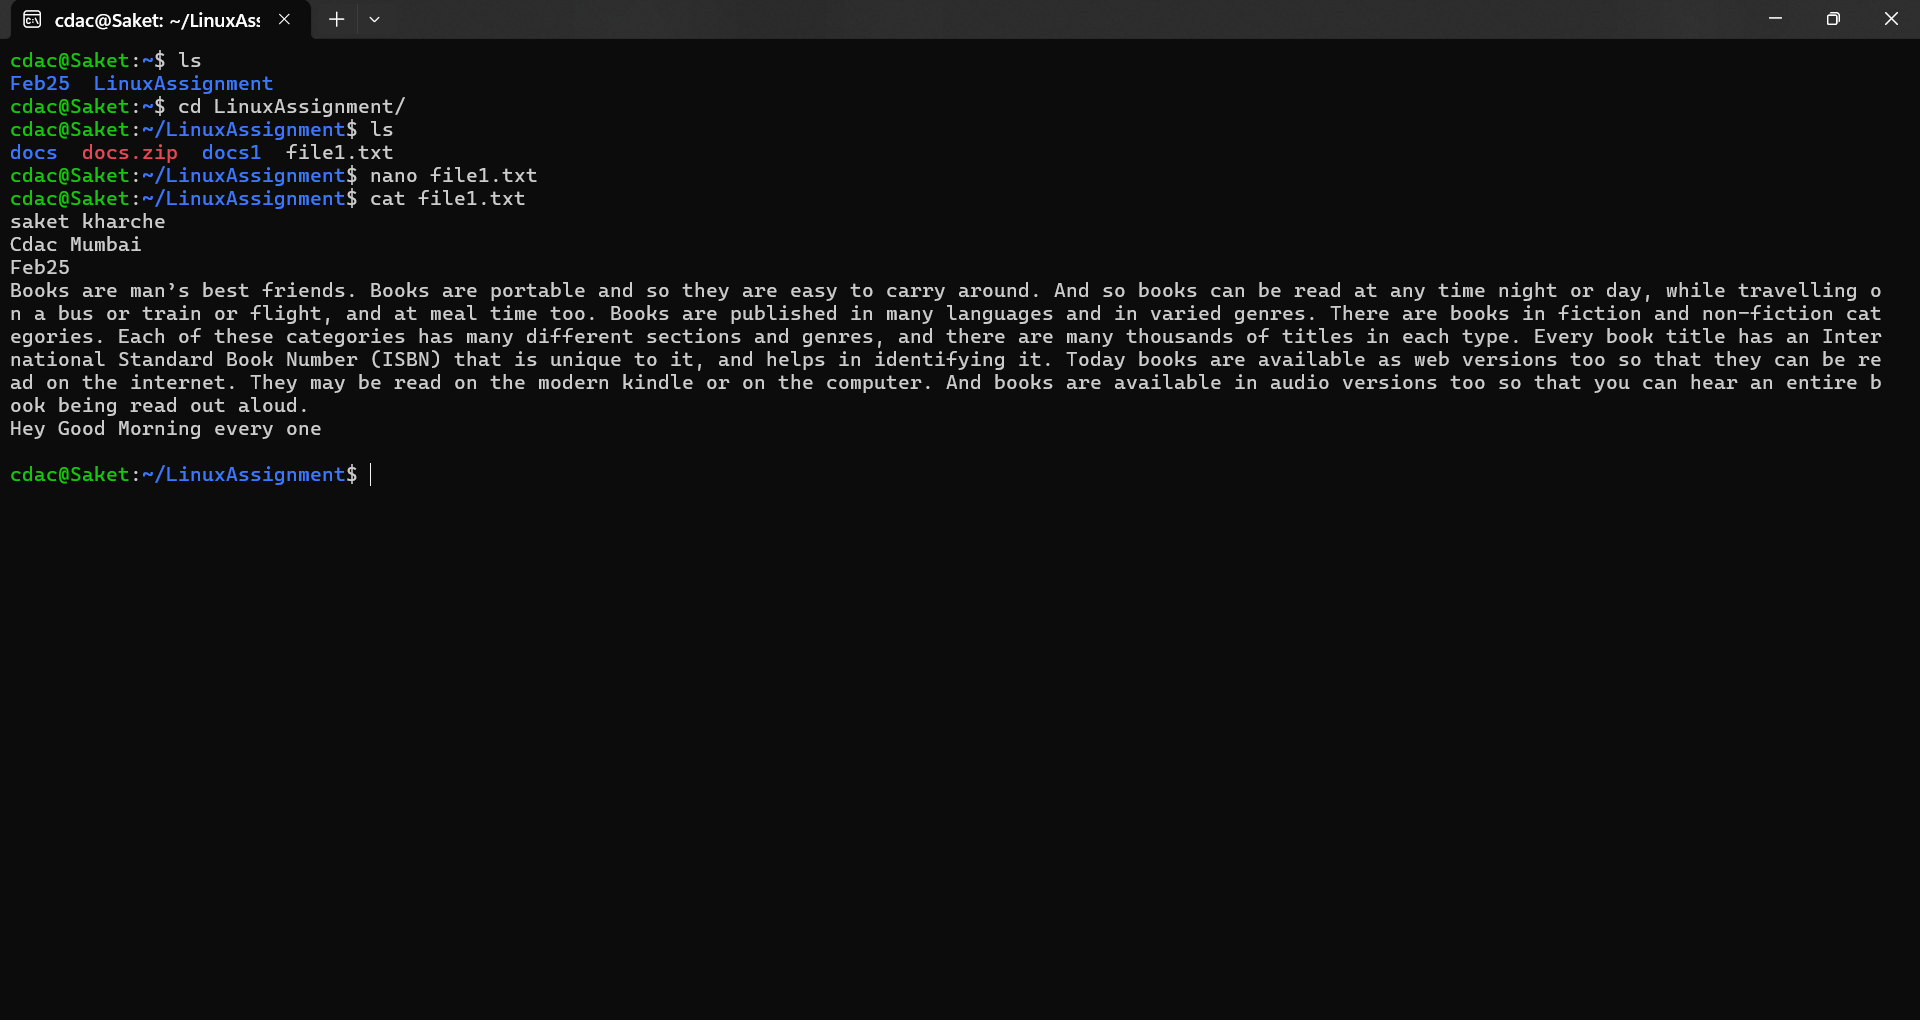 cdac@Saket: ~/LinuxAss
cdac@Saket:~$ ls
Feb25  LinuxAssignment
cdac@Saket:~$ cd LinuxAssignment/
cdac@Saket:~/LinuxAssignment$ ls
docs  docs.zip  docs1  file1.txt
cdac@Saket:~/LinuxAssignment$ nano file1.txt
cdac@Saket:~/LinuxAssignment$ cat file1.txt
saket kharche
Cdac Mumbai
Feb25
Books are man’s best friends. Books are portable and so they are easy to carry around. And so books can be read at any time night or day, while travelling o
n a bus or train or flight, and at meal time too. Books are published in many languages and in varied genres. There are books in fiction and non-fiction cat
egories. Each of these categories has many different sections and genres, and there are many thousands of titles in each type. Every book title has an Inter
national Standard Book Number (ISBN) that is unique to it, and helps in identifying it. Today books are available as web versions too so that they can be re
ad on the internet. They may be read on the modern kindle or on the computer. And books are available in audio versions too so that you can hear an entire b
ook being read out aloud.
Hey Good Morning every one
cdac@Saket:~/LinuxAssignment$